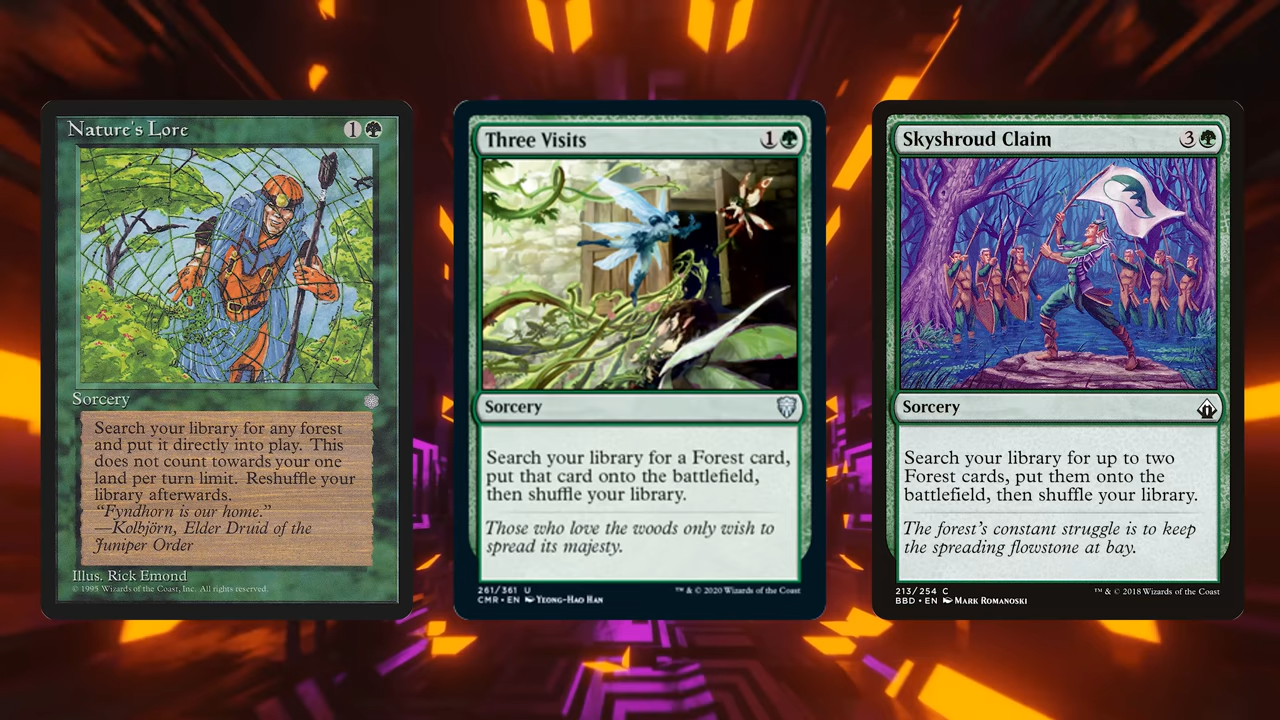 Nature's Lore 1
Sorcery
Search your library for any forest
and put it directly into play. This
does not count towards your one
land per turn limit. Reshuffle your
library afterwards.
“Fyndhorn is our home.”
—Kolbjörn, Elder Druid of the
Juniper Order
Illus. Rick Emond
© 1995 Wizards of the Coast, Inc. All rights reserved.
Three Visits 1
Sorcery
Search your library for a Forest card,
put that card onto the battlefield,
then shuffle your library.
Those who love the woods only wish to
spread its majesty.
261/361 U
CMR • EN Yeong-Hao Han
™ & © 2020 Wizards of the Coast
Skyshroud Claim 3
Sorcery
Search your library for up to two
Forest cards, put them onto the
battlefield, then shuffle your library.
The forest's constant struggle is to keep
the spreading flowstone at bay.
213/254 C
BBD • EN Mark Romanoski
™ & © 2018 Wizards of the Coast